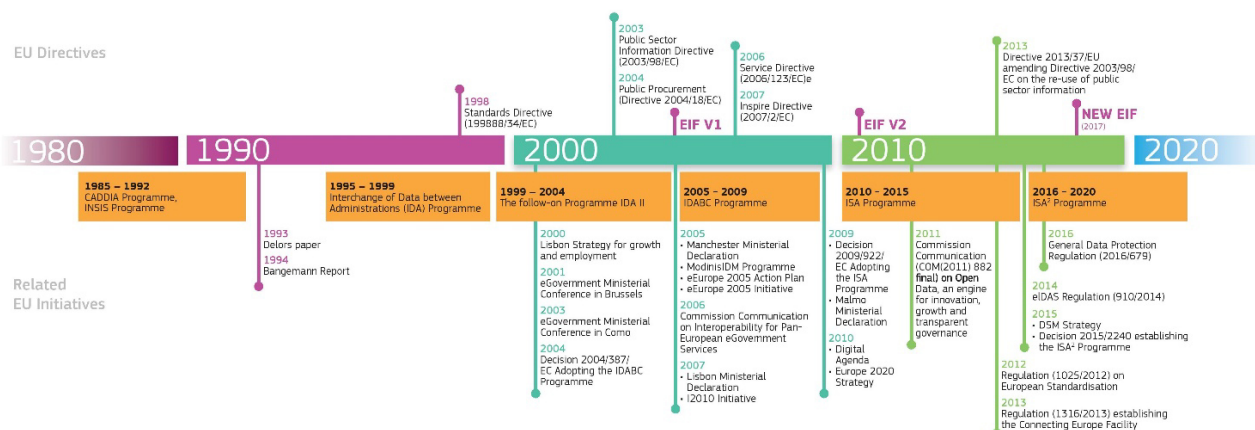 EU Directives
2003
Public Sector
Information Directive
(2003/98/EC)
2004
Public Procurement
(Directive 2004/18/EC)
2006
Service Directive
(2006/123/EC)e
2007
Inspire Directive
(2007/2/EC)
2013
Directive 2013/37/EU
amending Directive 2003/98/
EC on the re-use of public
sector information
1998
Standards Directive
(199888/34/EC)
EIF V1
EIF V2
NEW EIF
(2017)
1980
1990
2000
2010
2020
1985 – 1992
CADDIA Programme,
INSIS Programme
1995 – 1999
Interchange of Data between
Administrations (IDA) Programme
1999 – 2004
The follow-on Programme IDA II
2005 – 2009
IDABC Programme
2010 - 2015
ISA Programme
2016 – 2020
ISA² Programme
Related
EU Initiatives
1993
Delors paper
1994
Bangemann Report
2000
Lisbon Strategy for growth
and employment
2001
eGovernment Ministerial
Conference in Brussels
2003
eGovernment Ministerial
Conference in Como
2004
Decision 2004/387/
EC Adopting the IDABC
Programme
2005
• Manchester Ministerial
Declaration
• ModinisIDM Programme
• eEurope 2005 Action Plan
• eEurope 2005 Initiative
2006
Commission Communication
on Interoperability for Pan-
European eGovernment
Services
2007
• Lisbon Ministerial
Declaration
• I2010 Initiative
2009
• Decision
2009/922/
EC Adopting
the ISA
Programme
• Malmo
Ministerial
Declaration
2010
• Digital
Agenda
• Europe 2020
Strategy
2011
Commission
Communication
(COM(2011) 882
final) on Open
Data, an engine
for innovation,
growth and
transparent
governance
2016
General Data Protection
Regulation (2016/679)
2014
eIDAS Regulation (910/2014)
2015
• DSM Strategy
• Decision 2015/2240 establishing
the ISA² Programme
2012
Regulation (1025/2012) on
European Standardisation
2013
Regulation (1316/2013) establishing
the Connecting Europe Facility